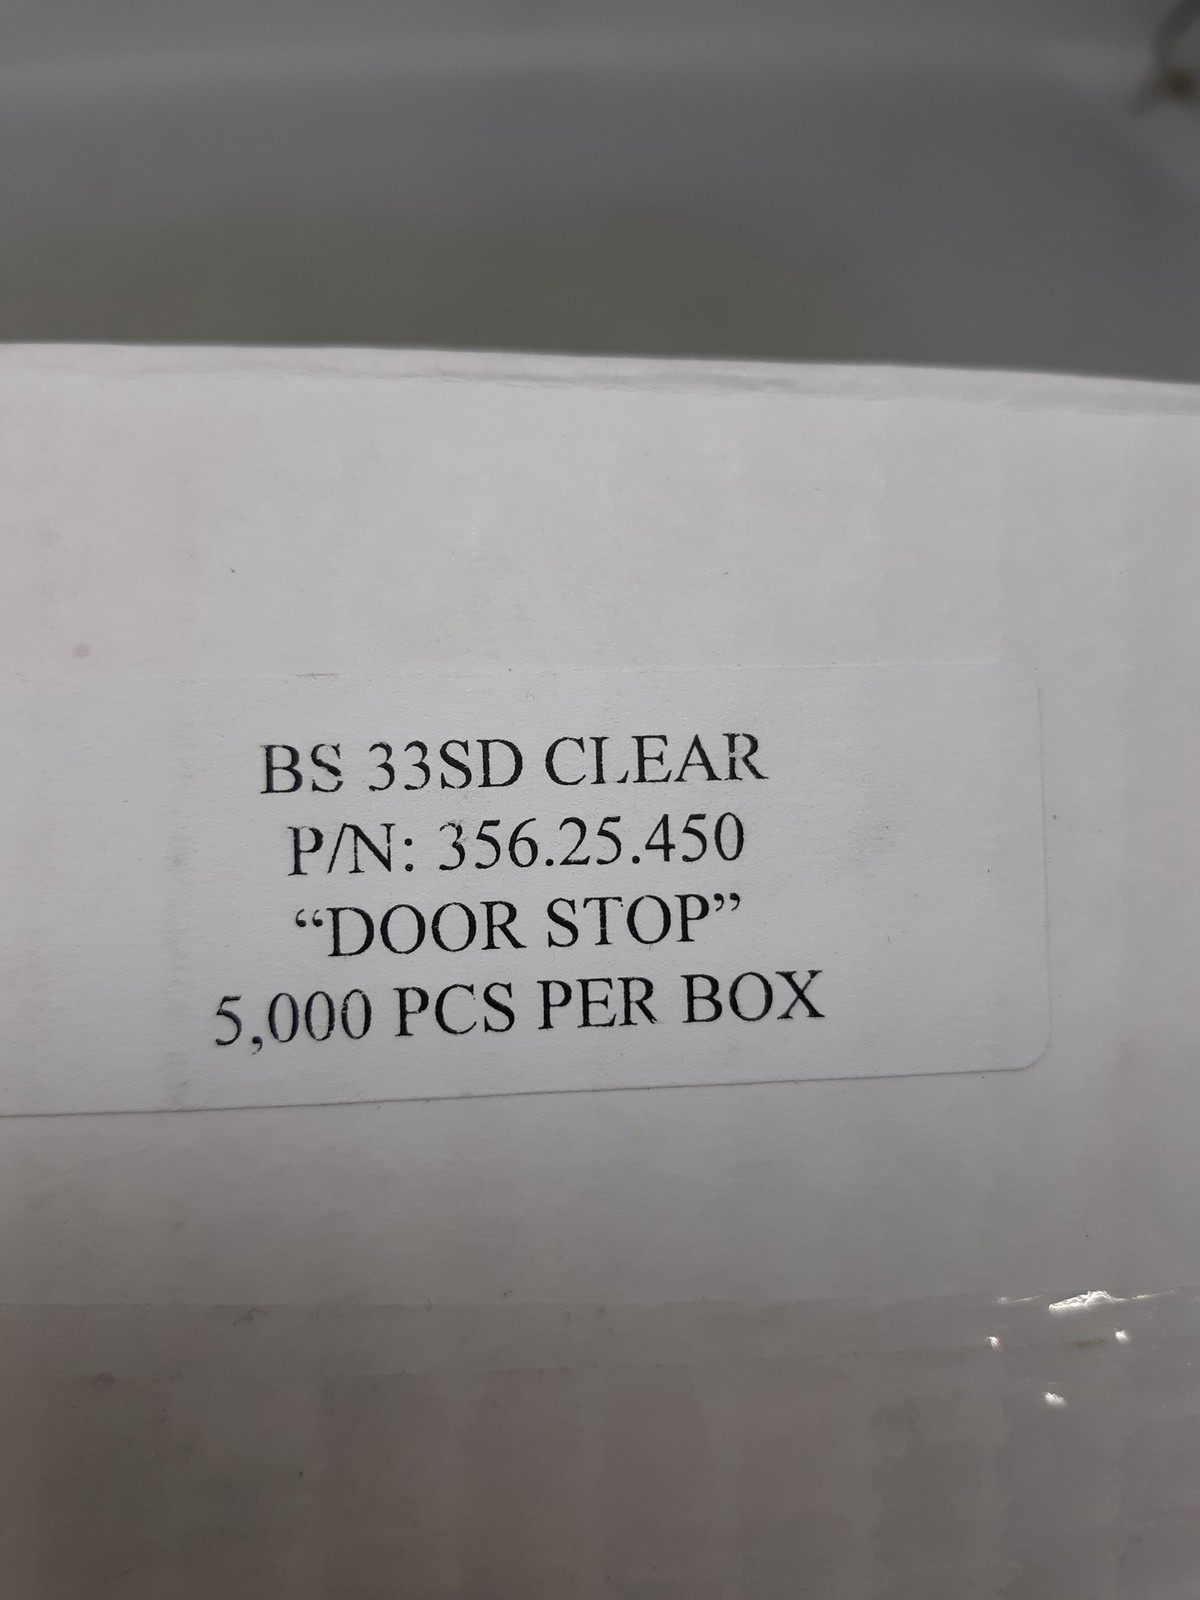 BS 33SD CLEAR
P/N: 356.25.450
“DOOR STOP”
5,000 PCS PER BOX